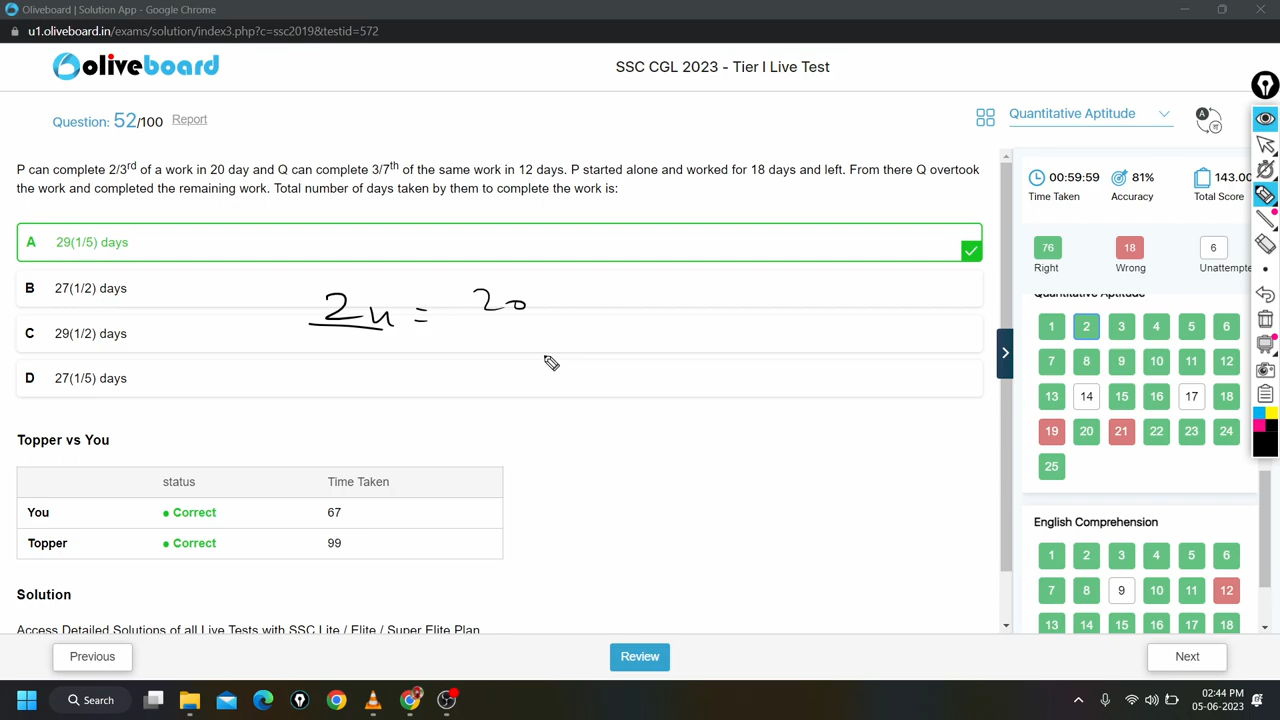 Oliveboard | Solution App - Google Chrome
u1.oliveboard.in/exams/solution/index3.php?c=ssc2019&testid=572
oliveboard
SSC CGL 2023 - Tier I Live Test
Question: 52/100 Report
Quantitative Aptitude
P can complete 2/3rd of a work in 20 day and Q can complete 3/7th of the same work in 12 days. P started alone and worked for 18 days and left. From there Q overtook
the work and completed the remaining work. Total number of days taken by them to complete the work is:
A 29(1/5) days
B 27(1/2) days
C 29(1/2) days
D 27(1/5) days
2u = 20
Topper vs You
status Time Taken
You Correct 67
Topper Correct 99
Solution
Access Detailed Solutions of all Live Tests with SSC Lite / Elite / Super Elite Plan
Previous
Review
Next
00:59:59 81% 143.00
Time Taken Accuracy Total Score
76 18 6
Right Wrong Unattempte
Quantitative Aptitude
1 2 3 4 5 6
7 8 9 10 11 12
13 14 15 16 17 18
19 20 21 22 23 24
25
English Comprehension
1 2 3 4 5 6
7 8 9 10 11 12
13 14 15 16 17 18
Search
02:44 PM
05-06-2023